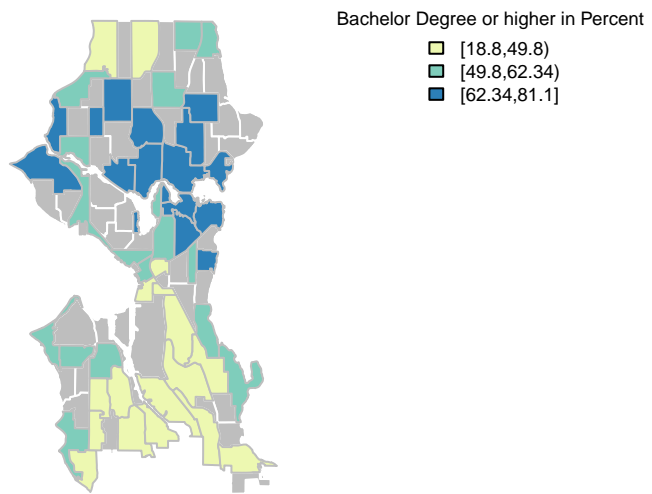 Bachelor Degree or higher in Percent
[18.8,49.8)
[49.8,62.34)
[62.34,81.1]